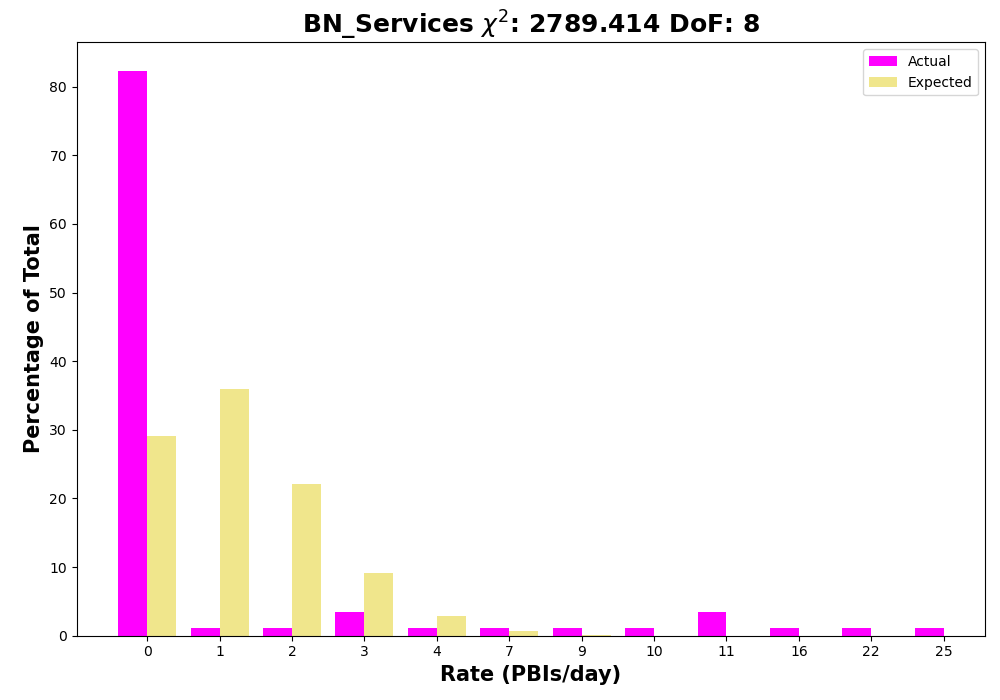 BN_Services χ²: 2789.414 DoF: 8
Actual
Expected
Percentage of Total
80
70
60
50
40
30
20
10
0
0 1 2 3 4 7 9 10 11 16 22 25
Rate (PBIs/day)